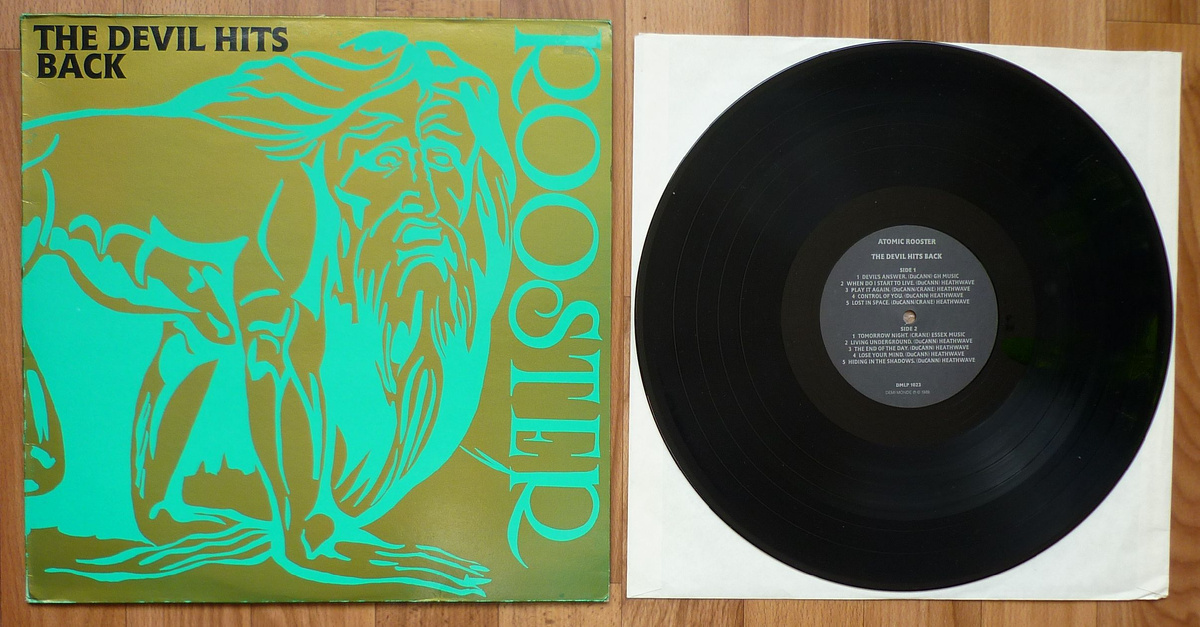 THE DEVIL HITS
BACK
ROOSTER
ATOMIC ROOSTER
THE DEVIL HITS BACK
SIDE 1
1 DEVILS ANSWER. (DuCANN) GH MUSIC
2 WHEN DO I START TO LIVE. (DuCANN) HEATHWAVE
3 PLAY IT AGAIN. (DuCANN/CRANE) HEATHWAVE
4 CONTROL OF YOU. (DuCANN) HEATHWAVE
5 LOST IN SPACE. (DuCANN) HEATHWAVE
SIDE 2
1 TOMORROW NIGHT. (CRANE) ESSEX MUSIC
2 LIVING UNDERGROUND. (DuCANN) HEATHWAVE
3 THE END OF THE DAY. (DuCANN) HEATHWAVE
4 LOSE YOUR MIND. (DuCANN) HEATHWAVE
5 HIDING IN THE SHADOWS. (DuCANN) HEATHWAVE
DMLP 1023